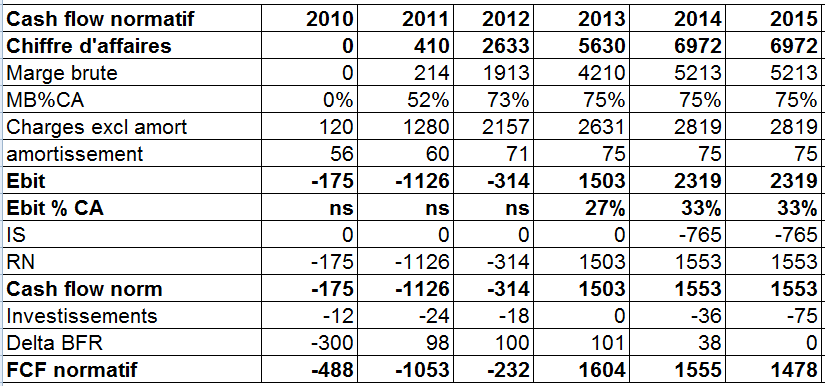 Cash flow normatif 2010 2011 2012 2013 2014 2015
Chiffre d'affaires 0 410 2633 5630 6972 6972
Marge brute 0 214 1913 4210 5213 5213
MB%CA 0% 52% 73% 75% 75% 75%
Charges excl amort 120 1280 2157 2631 2819 2819
amortissement 56 60 71 75 75 75
Ebit -175 -1126 -314 1503 2319 2319
Ebit % CA ns ns ns 27% 33% 33%
IS 0 0 0 0 -765 -765
RN -175 -1126 -314 1503 1553 1553
Cash flow norm -175 -1126 -314 1503 1553 1553
Investissements -12 -24 -18 0 -36 -75
Delta BFR -300 98 100 101 38 0
FCF normatif -488 -1053 -232 1604 1555 1478